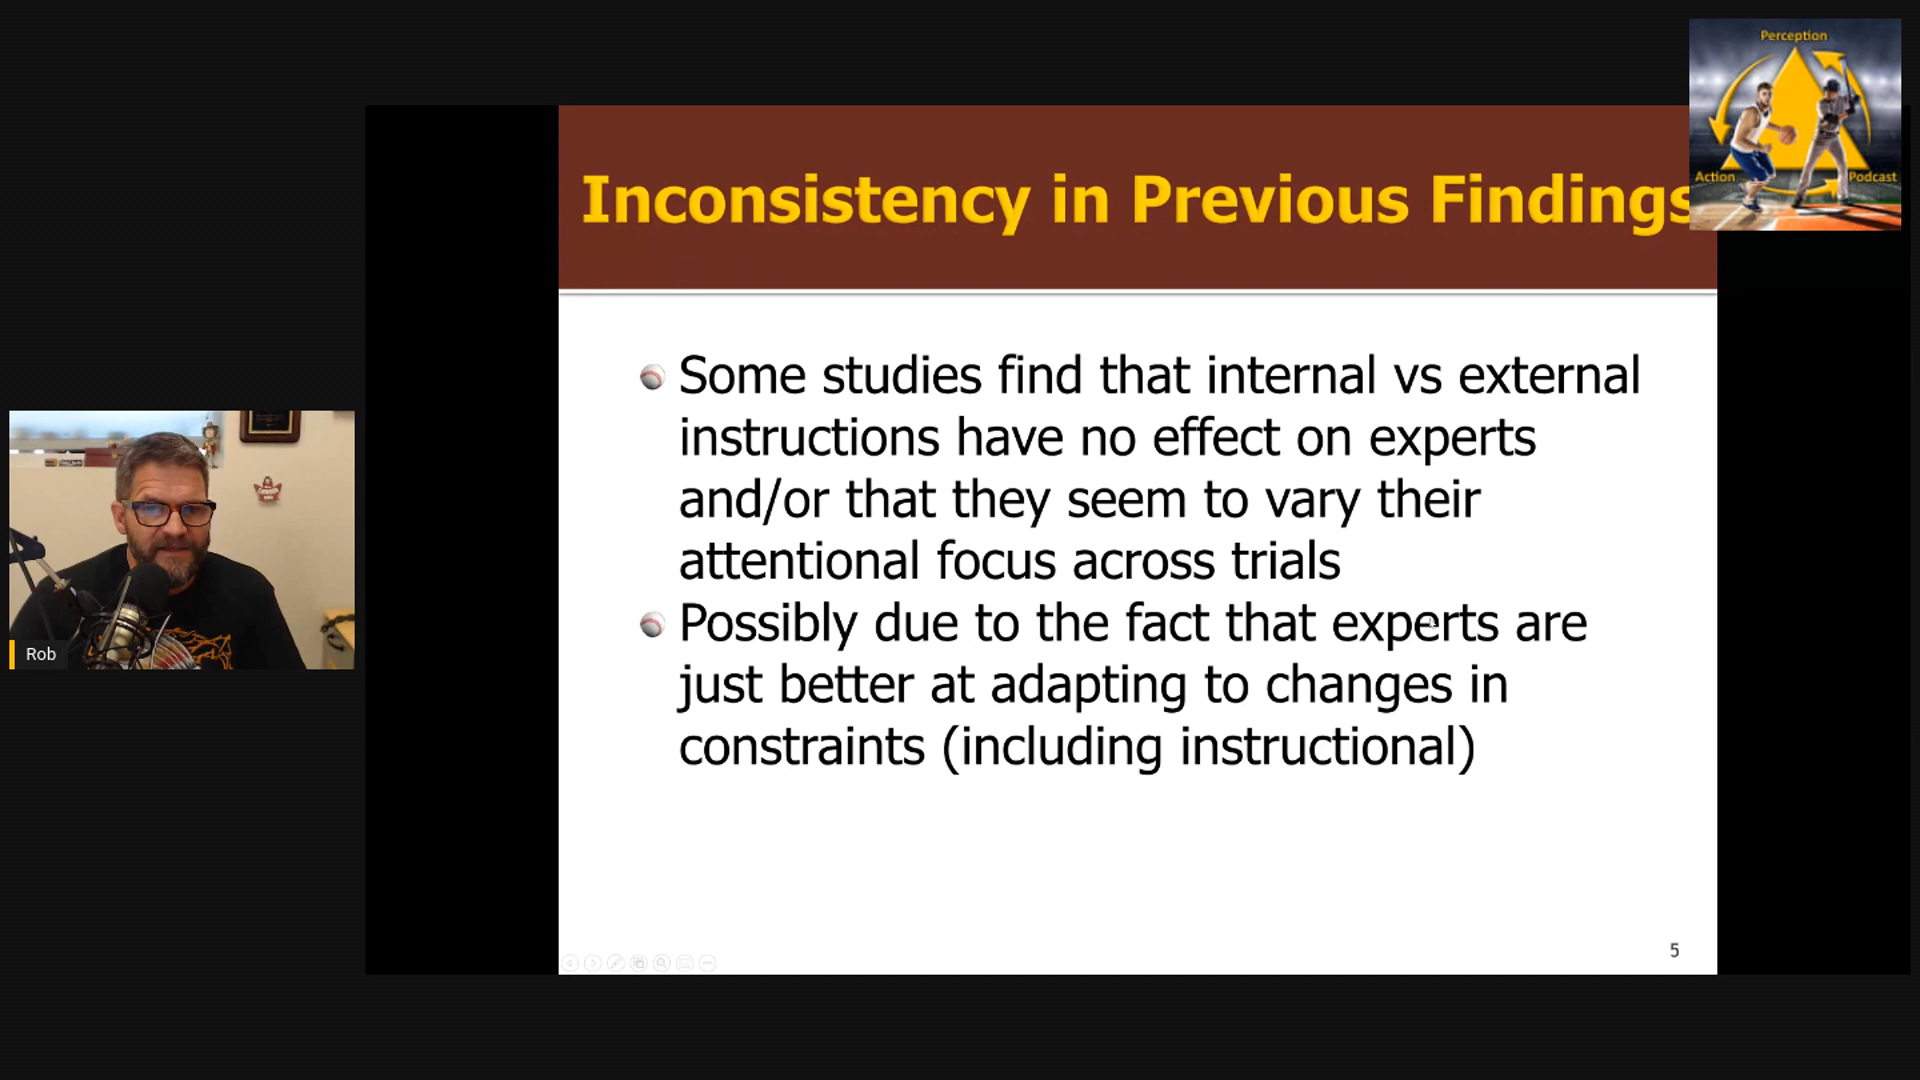 Perception
Action
Podcast
Inconsistency in Previous Findings
Some studies find that internal vs external
instructions have no effect on experts
and/or that they seem to vary their
attentional focus across trials
Possibly due to the fact that experts are
just better at adapting to changes in
constraints (including instructional)
Rob
5